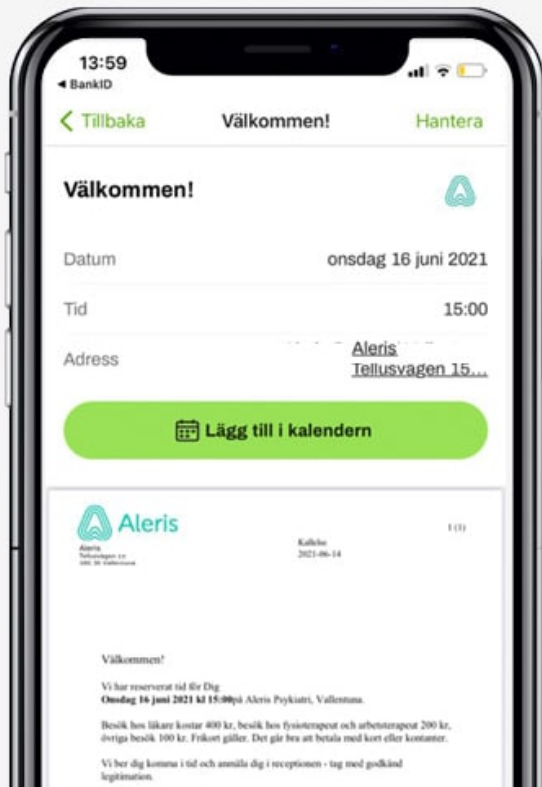 13:59
◀ BankID
Tillbaka
Välkommen!
Hantera
Välkommen!
Datum
onsdag 16 juni 2021
Tid
15:00
Adress
Aleris
Tellusvagen 15...
Lägg till i kalendern
Aleris
1 (1)
Aleris
Tellusvägen
Vallentuna
Kallelse
2021-06-14
Välkommen!
Vi har reserverat tid för Dig
Onsdag 16 juni 2021 kl 15:00på Aleris Psykiatri, Vallentuna.
Besök hos läkare kostar 400 kr, besök hos fysioterapeut och arbetsterapeut 200 kr,
övriga besök 100 kr. Frikort gäller. Det går bra att betala med kort eller kontanter.
Vi ber dig komma i tid och anmäla dig i receptionen - tag med godkänd
legitimation.